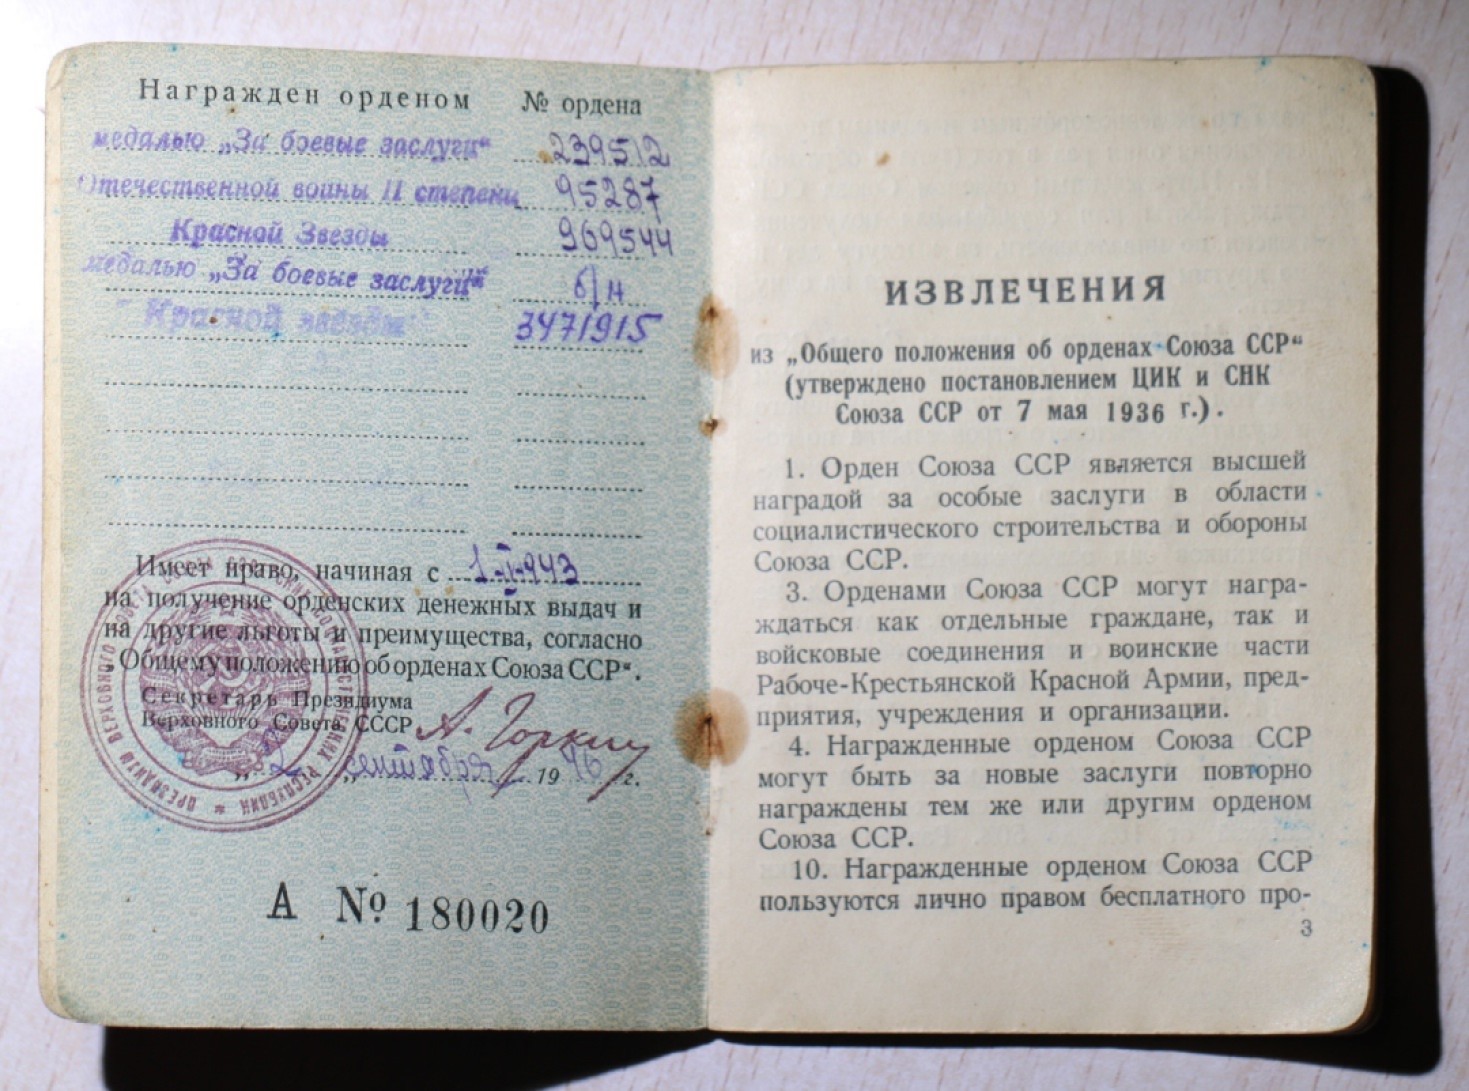 Награжден орденом № ордена
медалью „За боевые заслуги“ 239512
Отечественной войны II степени 95287
Красной Звезды 969544
медалью „За боевые заслуги“ б/н
"Красной звезды" 3471915
Имеет право, начиная с 1-V-1943
на получение орденских денежных выдач и
на другие льготы и преимущества, согласно
„Общему положению об орденах Союза ССР“.
Секретарь Президиума
Верховного Совета СССР А. Горкин
„2“ сентября 1946 г.
А № 180020
ИЗВЛЕЧЕНИЯ
из „Общего положения об орденах Союза ССР“
(утверждено постановлением ЦИК и СНК
Союза ССР от 7 мая 1936 г.).
1. Орден Союза ССР является высшей
наградой за особые заслуги в области
социалистического строительства и обороны
Союза ССР.
3. Орденами Союза ССР могут награ-
ждаться как отдельные граждане, так и
войсковые соединения и воинские части
Рабоче-Крестьянской Красной Армии, пред-
приятия, учреждения и организации.
4. Награжденные орденом Союза ССР
могут быть за новые заслуги повторно
награждены тем же или другим орденом
Союза ССР.
10. Награжденные орденом Союза ССР
пользуются лично правом бесплатного про-
3